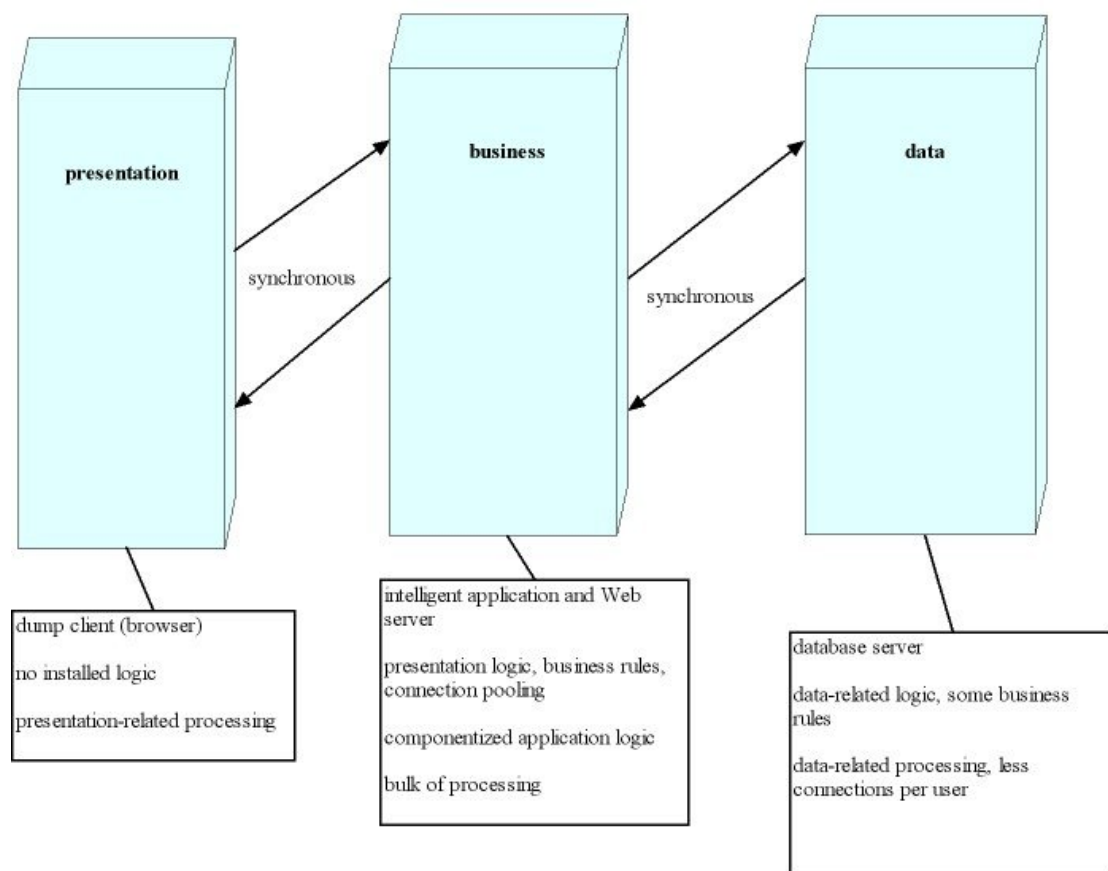 presentation
business
data
synchronous
synchronous
dump client (browser)
no installed logic
presentation-related processing
intelligent application and Web
server
presentation logic, business rules,
connection pooling
componentized application logic
bulk of processing
database server
data-related logic, some business
rules
data-related processing, less
connections per user